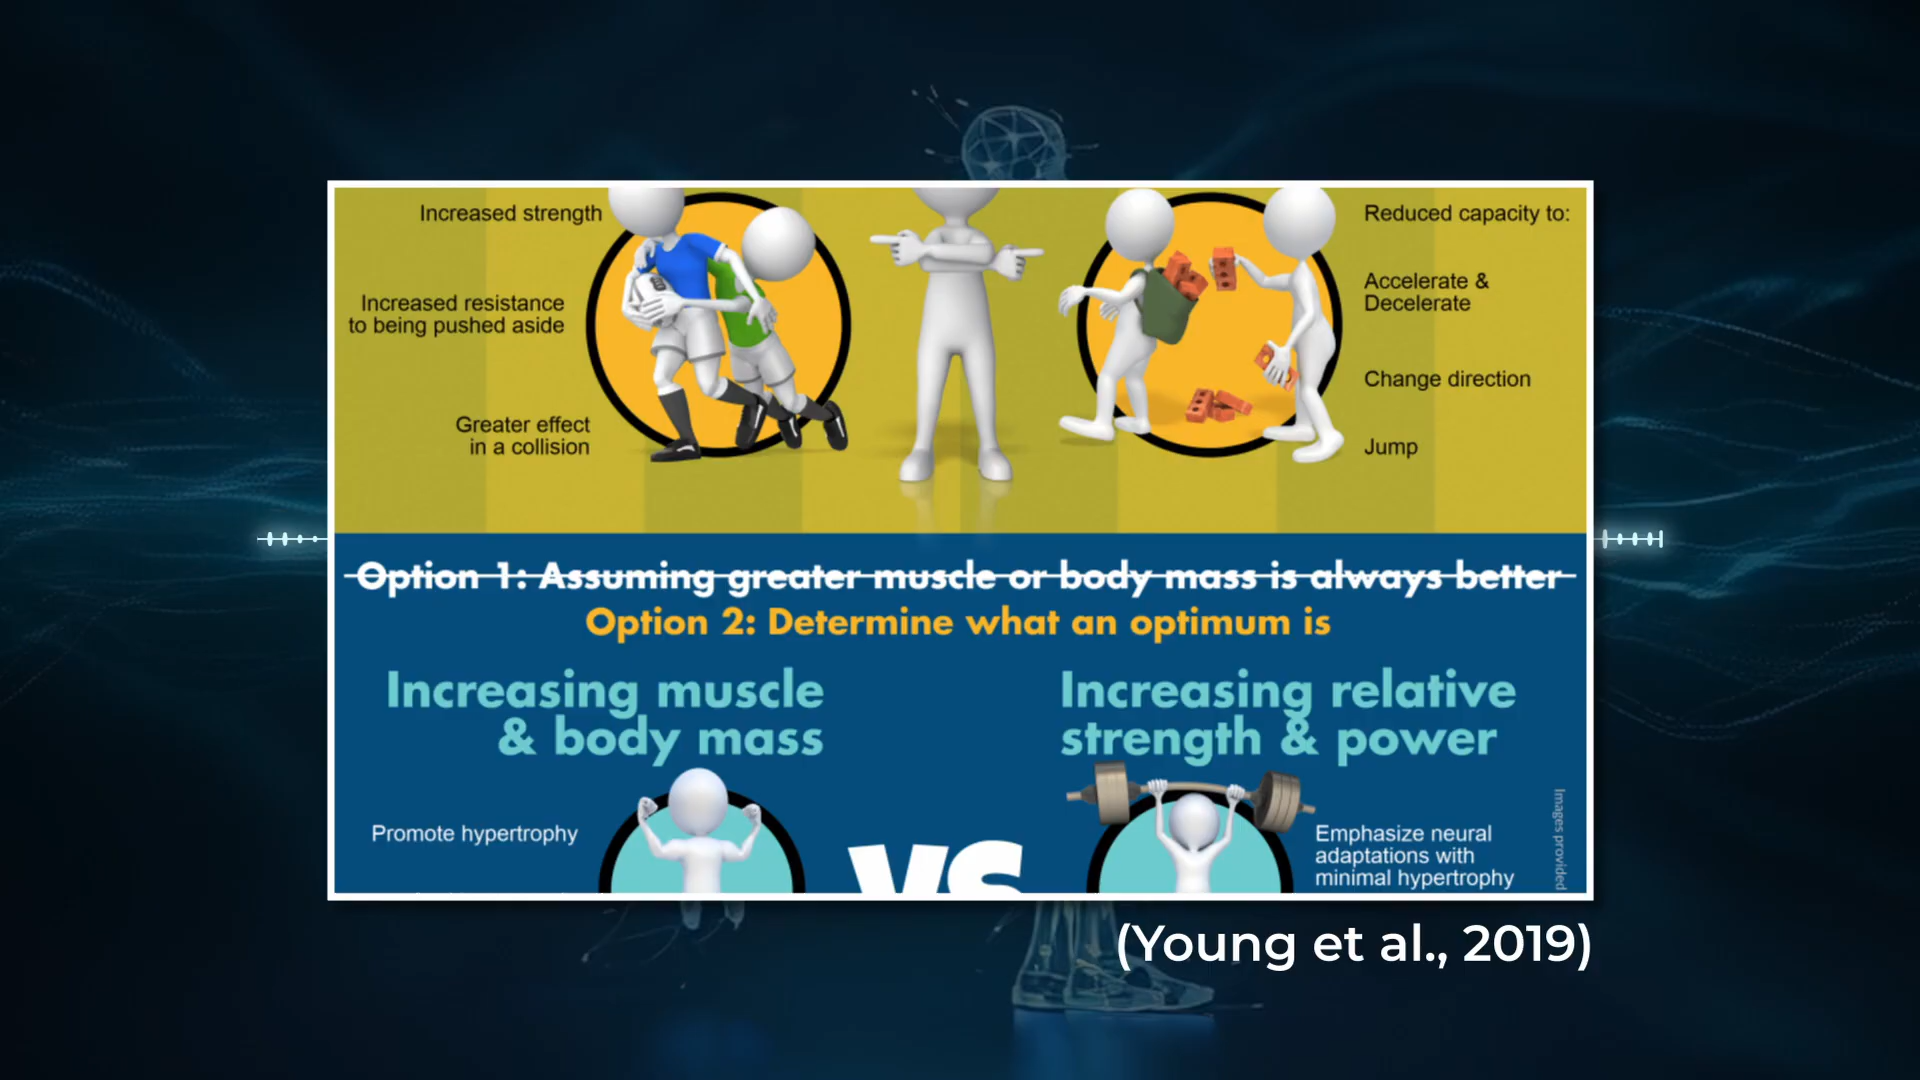 Increased strength
Increased resistance
to being pushed aside
Greater effect
in a collision
Reduced capacity to:
Accelerate &
Decelerate
Change direction
Jump
Option 1: Assuming greater muscle or body mass is always better
Option 2: Determine what an optimum is
Increasing muscle
& body mass
Increasing relative
strength & power
Promote hypertrophy
vs
Emphasize neural
adaptations with
minimal hypertrophy
Images provided
(Young et al., 2019)